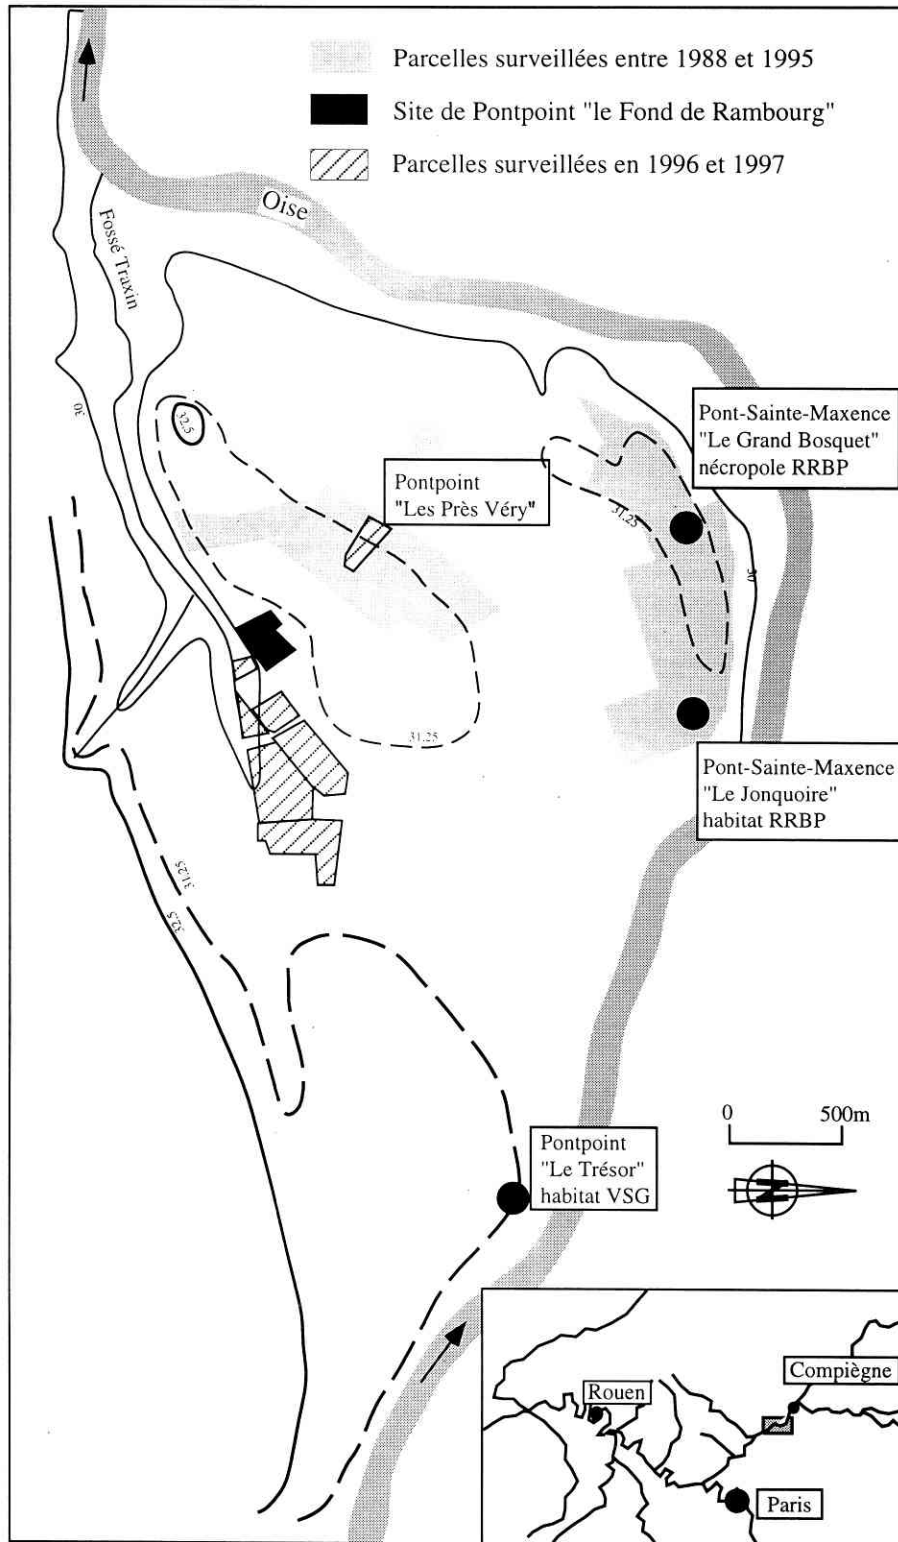 Parcelles surveillées entre 1988 et 1995
Site de Pontpoint "le Fond de Rambourg"
Parcelles surveillées en 1996 et 1997
Oise
Fossé Traxin
30
32.5
Pontpoint
"Les Près Véry"
Pont-Sainte-Maxence
"Le Grand Bosquet"
nécropole RRBP
31.25
30
31.25
Pont-Sainte-Maxence
"Le Jonquoire"
habitat RRBP
31.25
32.5
0 500m
Pontpoint
"Le Trésor"
habitat VSG
N
Compiègne
Rouen
Paris